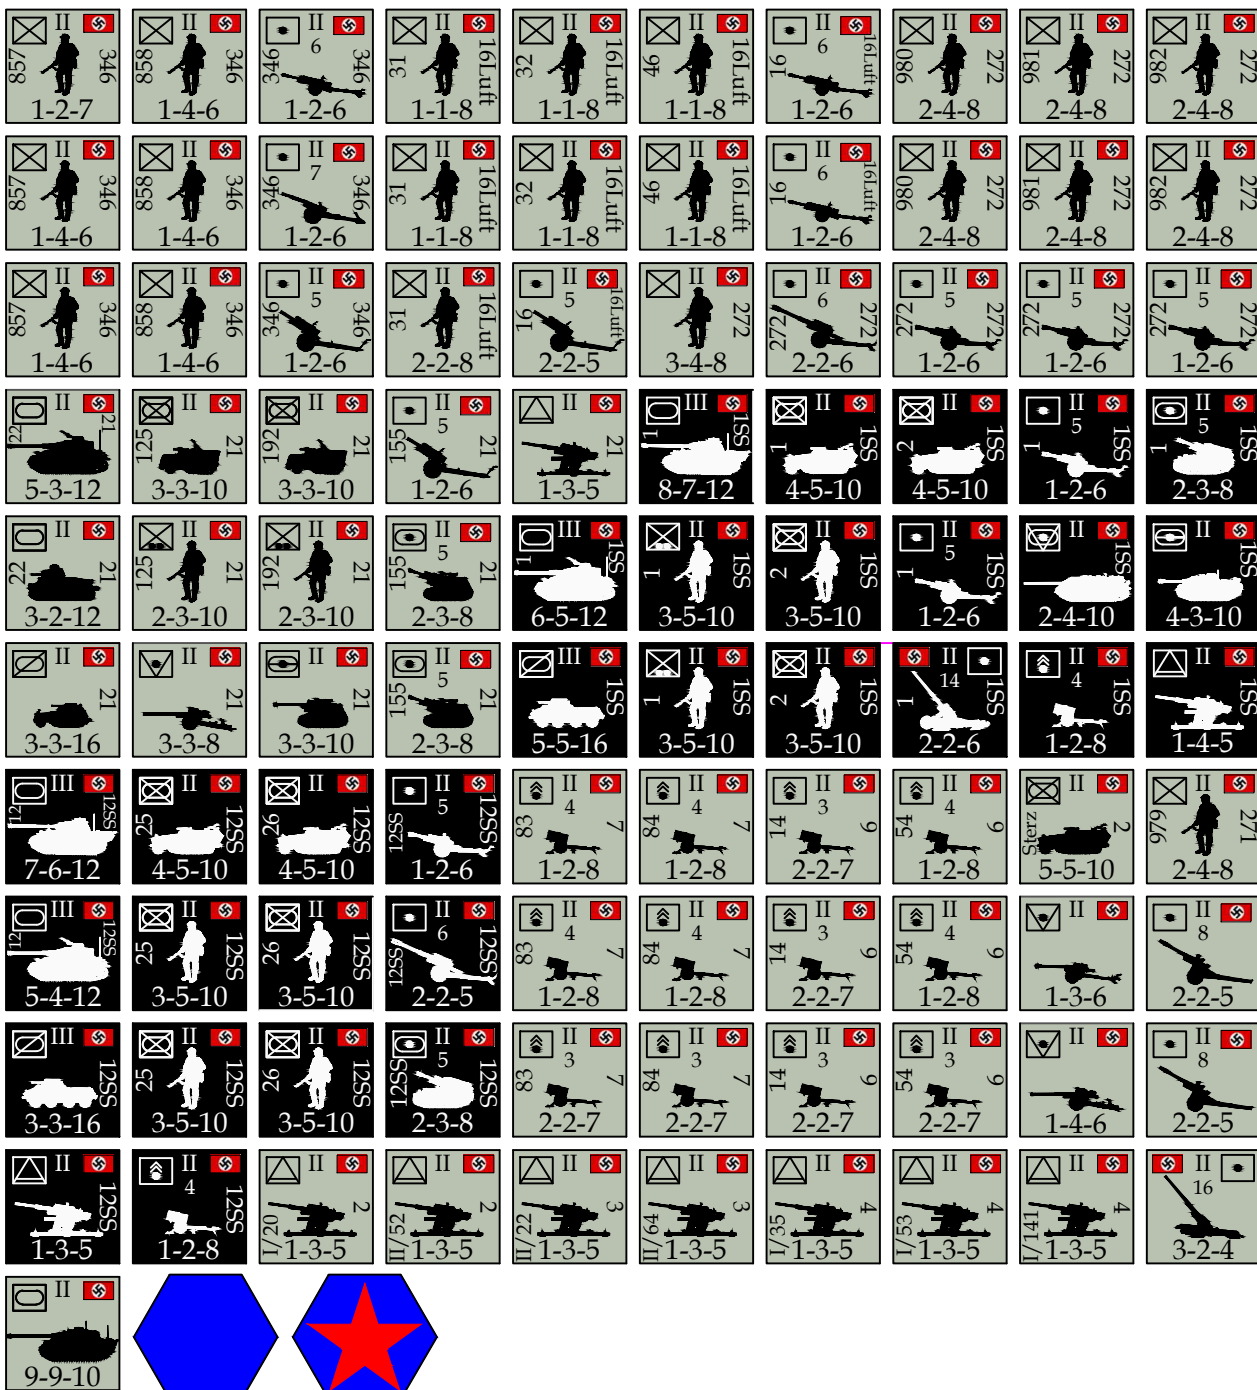 857 II 346 1-2-7
858 II 346 1-4-6
346 II 6 346 1-2-6
31 II 16Luft 1-1-8
32 II 16Luft 1-1-8
46 II 16Luft 1-1-8
16 II 6 16Luft 1-2-6
980 II 272 2-4-8
981 II 272 2-4-8
982 II 272 2-4-8
857 II 346 1-4-6
858 II 346 1-4-6
346 II 7 346 1-2-6
31 II 16Luft 1-1-8
32 II 16Luft 1-1-8
46 II 16Luft 1-1-8
16 II 6 16Luft 1-2-6
980 II 272 2-4-8
981 II 272 2-4-8
982 II 272 2-4-8
857 II 346 1-4-6
858 II 346 1-4-6
346 II 5 346 1-2-6
31 II 16Luft 2-2-8
16 II 5 16Luft 2-2-5
II 272 3-4-8
272 II 6 272 2-2-6
272 II 5 272 1-2-6
272 II 5 272 1-2-6
272 II 5 272 1-2-6
22 II 21 5-3-12
125 II 21 3-3-10
192 II 21 3-3-10
155 II 5 21 1-2-6
II 21 1-3-5
1 III 1SS 8-7-12
1 II 1SS 4-5-10
2 II 1SS 4-5-10
1 II 5 1SS 1-2-6
1 II 5 1SS 2-3-8
22 II 21 3-2-12
125 II 21 2-3-10
192 II 21 2-3-10
155 II 5 21 2-3-8
1 III 1SS 6-5-12
1 II 1SS 3-5-10
2 II 1SS 3-5-10
1 II 5 1SS 1-2-6
II 1SS 2-4-10
II 1SS 4-3-10
II 21 3-3-16
II 21 3-3-8
II 21 3-3-10
155 II 5 21 2-3-8
III 1SS 5-5-16
1 II 1SS 3-5-10
2 II 1SS 3-5-10
1 II 14 1SS 2-2-6
II 4 1SS 1-2-8
II 1SS 1-4-5
12 III 12SS 7-6-12
25 II 12SS 4-5-10
26 II 12SS 4-5-10
12SS II 5 12SS 1-2-6
83 II 4 7 1-2-8
84 II 4 7 1-2-8
14 II 3 9 2-2-7
54 II 4 9 1-2-8
Sterz II 2 5-5-10
979 II 271 2-4-8
12 III 12SS 5-4-12
25 II 12SS 3-5-10
26 II 12SS 3-5-10
12SS II 6 12SS 2-2-5
83 II 4 7 1-2-8
84 II 4 7 1-2-8
14 II 3 9 2-2-7
54 II 4 9 1-2-8
II 1-3-6
II 8 2-2-5
III 12SS 3-3-16
25 II 12SS 3-5-10
26 II 12SS 3-5-10
12SS II 5 12SS 2-3-8
83 II 3 7 2-2-7
84 II 3 7 2-2-7
14 II 3 9 2-2-7
54 II 3 9 2-2-7
II 1-4-6
II 8 2-2-5
II 12SS 1-3-5
II 4 12SS 1-2-8
I/20 II 2 1-3-5
II/52 II 2 1-3-5
II/22 II 3 1-3-5
II/64 II 3 1-3-5
I/35 II 4 1-3-5
I/53 II 4 1-3-5
I/141 II 4 1-3-5
II 16 3-2-4
II 9-9-10